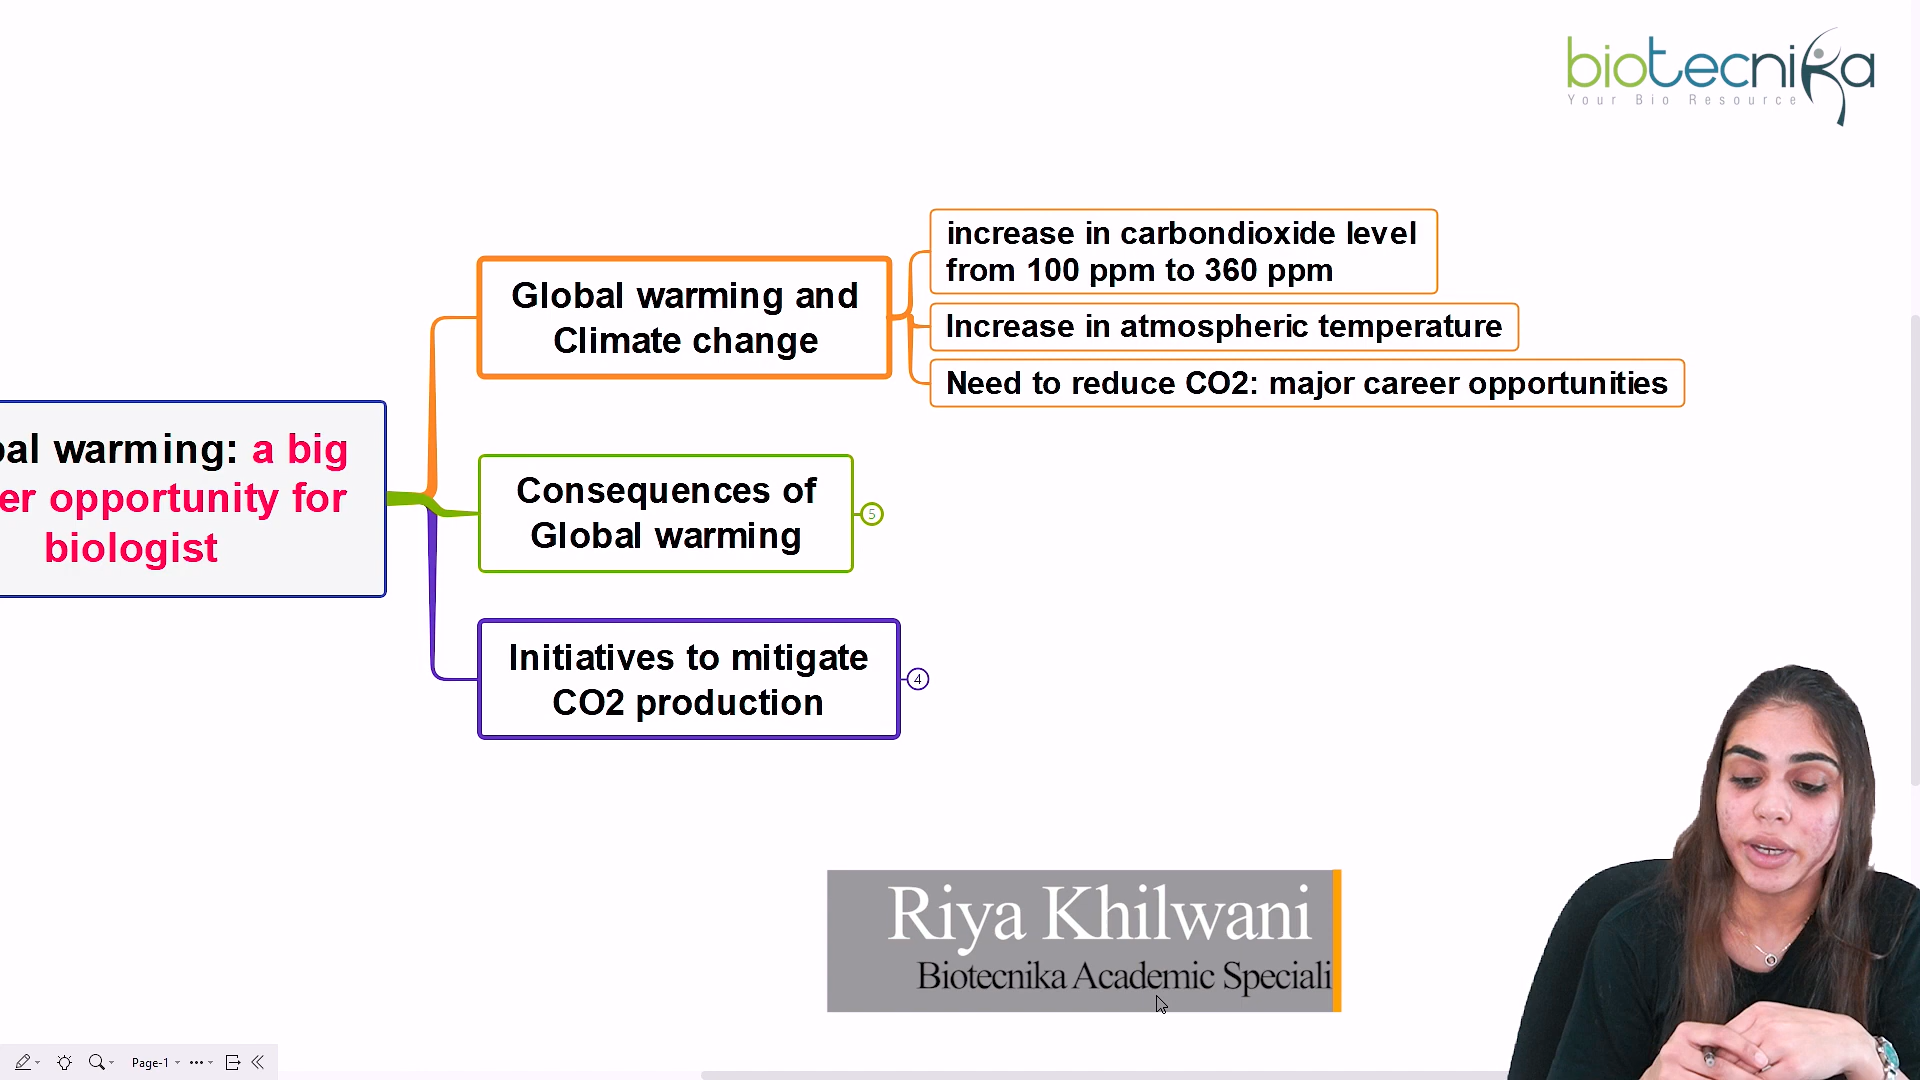 biotecnika
Your Bio Resource
increase in carbondioxide level
from 100 ppm to 360 ppm
Global warming and
Climate change
Increase in atmospheric temperature
Need to reduce CO2: major career opportunities
bal warming: a big
er opportunity for
biologist
Consequences of
Global warming
5
Initiatives to mitigate
CO2 production
4
Riya Khilwani
Biotecnika Academic Speciali
Page-1